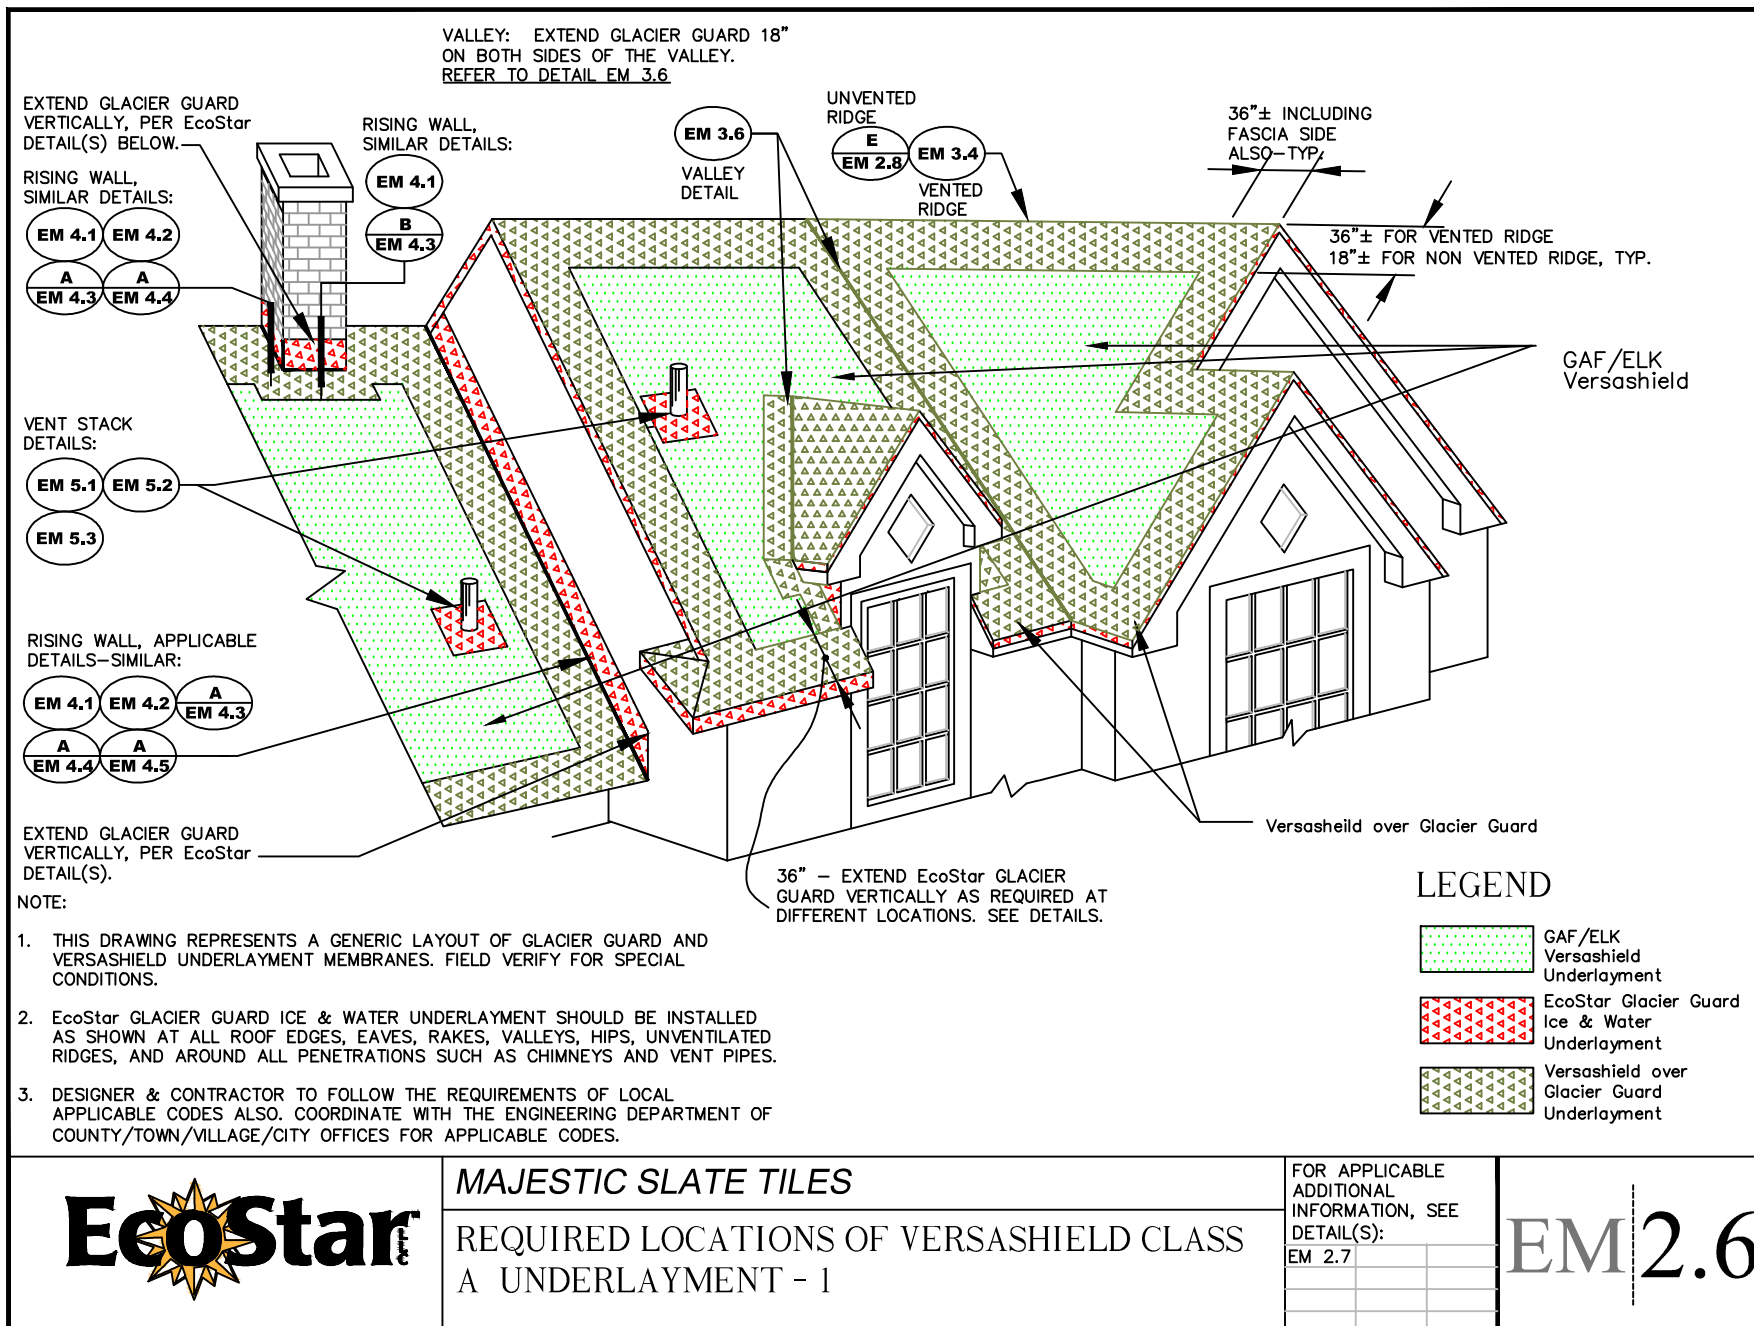 VALLEY: EXTEND GLACIER GUARD 18"
ON BOTH SIDES OF THE VALLEY.
REFER TO DETAIL EM 3.6
EXTEND GLACIER GUARD
VERTICALLY, PER EcoStar
DETAIL(S) BELOW.
RISING WALL,
SIMILAR DETAILS:
EM 4.1
EM 4.2
A
EM 4.3
A
EM 4.4
RISING WALL,
SIMILAR DETAILS:
EM 4.1
B
EM 4.3
EM 3.6
VALLEY
DETAIL
UNVENTED
RIDGE
E
EM 2.8
EM 3.4
VENTED
RIDGE
36"± INCLUDING
FASCIA SIDE
ALSO-TYP.
36"± FOR VENTED RIDGE
18"± FOR NON VENTED RIDGE, TYP.
GAF/ELK
Versashield
VENT STACK
DETAILS:
EM 5.1
EM 5.2
EM 5.3
RISING WALL, APPLICABLE
DETAILS-SIMILAR:
EM 4.1
EM 4.2
A
EM 4.3
A
EM 4.4
A
EM 4.5
EXTEND GLACIER GUARD
VERTICALLY, PER EcoStar
DETAIL(S).
Versasheild over Glacier Guard
36" - EXTEND EcoStar GLACIER
GUARD VERTICALLY AS REQUIRED AT
DIFFERENT LOCATIONS. SEE DETAILS.
NOTE:
1. THIS DRAWING REPRESENTS A GENERIC LAYOUT OF GLACIER GUARD AND
VERSASHIELD UNDERLAYMENT MEMBRANES. FIELD VERIFY FOR SPECIAL
CONDITIONS.
2. EcoStar GLACIER GUARD ICE & WATER UNDERLAYMENT SHOULD BE INSTALLED
AS SHOWN AT ALL ROOF EDGES, EAVES, RAKES, VALLEYS, HIPS, UNVENTILATED
RIDGES, AND AROUND ALL PENETRATIONS SUCH AS CHIMNEYS AND VENT PIPES.
3. DESIGNER & CONTRACTOR TO FOLLOW THE REQUIREMENTS OF LOCAL
APPLICABLE CODES ALSO. COORDINATE WITH THE ENGINEERING DEPARTMENT OF
COUNTY/TOWN/VILLAGE/CITY OFFICES FOR APPLICABLE CODES.
LEGEND
GAF/ELK
Versashield
Underlayment
EcoStar Glacier Guard
Ice & Water
Underlayment
Versashield over
Glacier Guard
Underlayment
EcoStar
MAJESTIC SLATE TILES
REQUIRED LOCATIONS OF VERSASHIELD CLASS
A UNDERLAYMENT - 1
FOR APPLICABLE
ADDITIONAL
INFORMATION, SEE
DETAIL(S):
EM 2.7
EM 2.6